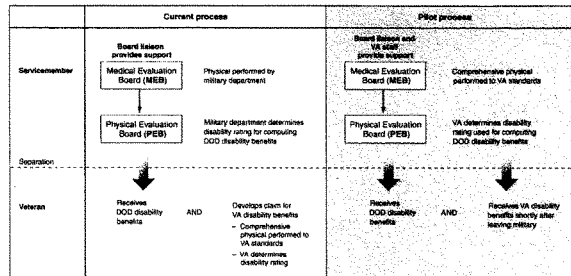 Current process
Pilot process
Board liaison
provides support
Board liaison and
VA staff
provide support
Servicemember
Medical Evaluation
Board (MEB)
Physical performed by
military department
Medical Evaluation
Board (MEB)
Comprehensive physical
performed to VA standards
Physical Evaluation
Board (PEB)
Military department determines
disability rating for computing
DOD disability benefits
Physical Evaluation
Board (PEB)
VA determines disability
rating used for computing
DOD disability benefits
Separation
Veteran
Receives
DOD disability
benefits
AND
Develops claim for
VA disability benefits
– Comprehensive
physical performed to
VA standards
– VA determines
disability rating
Receives
DOD disability
benefits
AND
Receives VA disability
benefits shortly after
leaving military